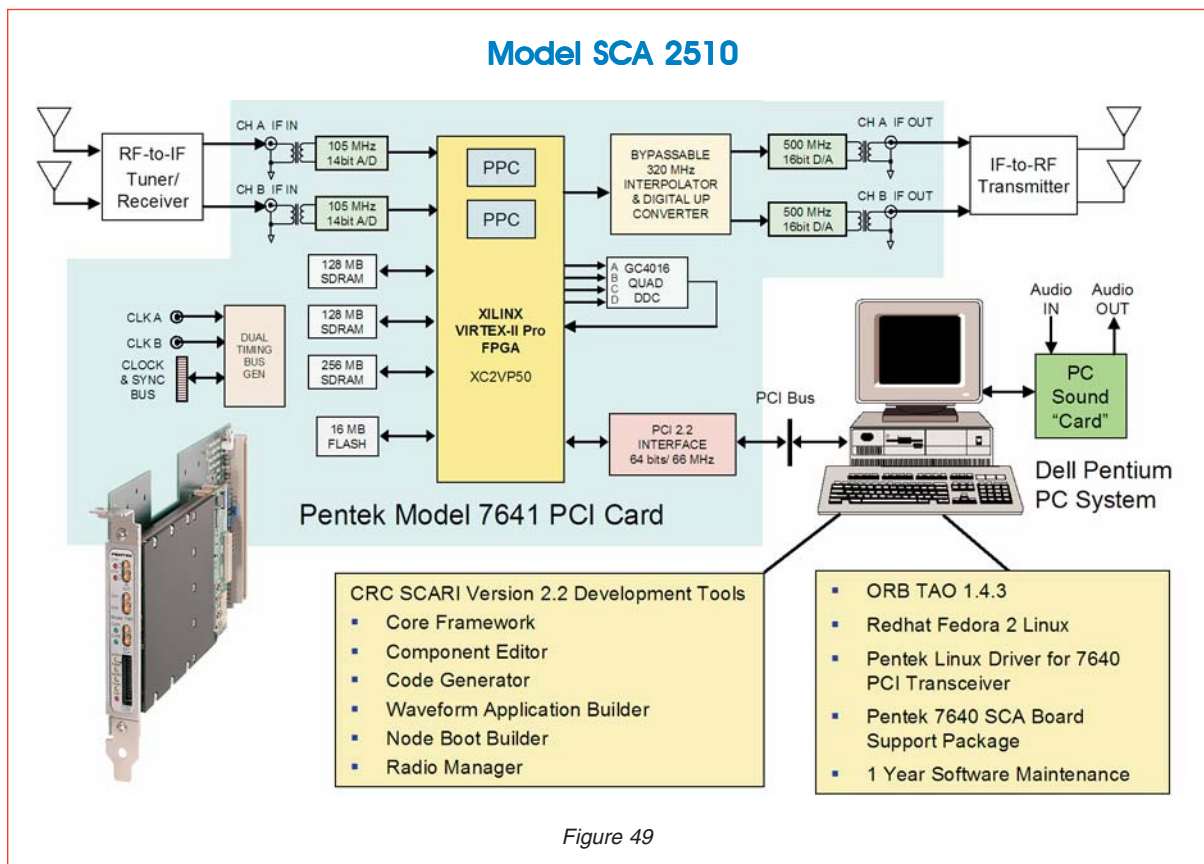 Model SCA 2510
RF-to-IF
Tuner/
Receiver
CH A IF IN
105 MHz
14bit A/D
CH B IF IN
105 MHz
14bit A/D
PPC
PPC
XILINX
VIRTEX-II Pro
FPGA
XC2VP50
BYPASSABLE
320 MHz
INTERPOLATOR
& DIGITAL UP
CONVERTER
CH A IF OUT
500 MHz
16bit D/A
CH B IF OUT
500 MHz
16bit D/A
IF-to-RF
Transmitter
128 MB
SDRAM
128 MB
SDRAM
256 MB
SDRAM
16 MB
FLASH
A
B
C
D
GC4016
QUAD
DDC
CLK A
CLK B
CLOCK
& SYNC
BUS
DUAL
TIMING
BUS
GEN
PCI 2.2
INTERFACE
64 bits/ 66 MHz
PCI Bus
Audio
IN
Audio
OUT
PC
Sound
"Card"
Dell Pentium
PC System
Pentek Model 7641 PCI Card
PENTEK
CRC SCARI Version 2.2 Development Tools
▪ Core Framework
▪ Component Editor
▪ Code Generator
▪ Waveform Application Builder
▪ Node Boot Builder
▪ Radio Manager
▪ ORB TAO 1.4.3
▪ Redhat Fedora 2 Linux
▪ Pentek Linux Driver for 7640
PCI Transceiver
▪ Pentek 7640 SCA Board
Support Package
▪ 1 Year Software Maintenance
Figure 49